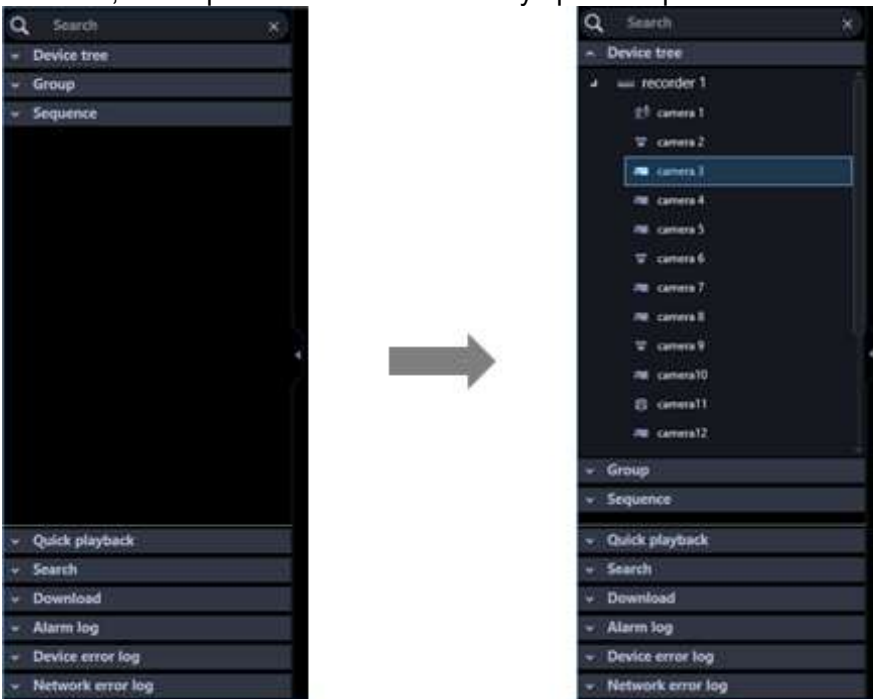 Search
Device tree
Group
Sequence
Quick playback
Search
Download
Alarm log
Device error log
Network error log
Search
Device tree
recorder 1
camera 1
camera 2
camera 3
camera 4
camera 5
camera 6
camera 7
camera 8
camera 9
camera10
camera11
camera12
Group
Sequence
Quick playback
Search
Download
Alarm log
Device error log
Network error log